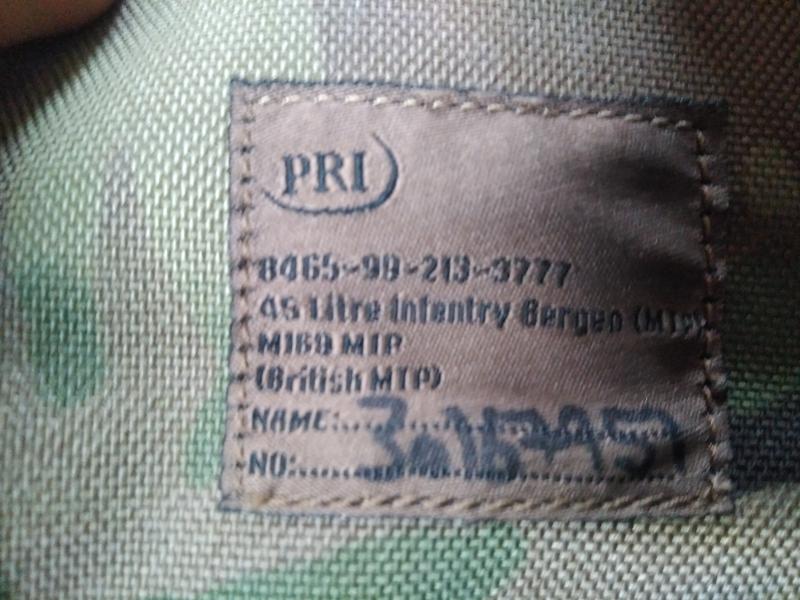 PRI
8465-99-213-3777
45 Litre Infantry Bergen (MTP)
M169 MTP
(British MTP)
NAME:
NO: